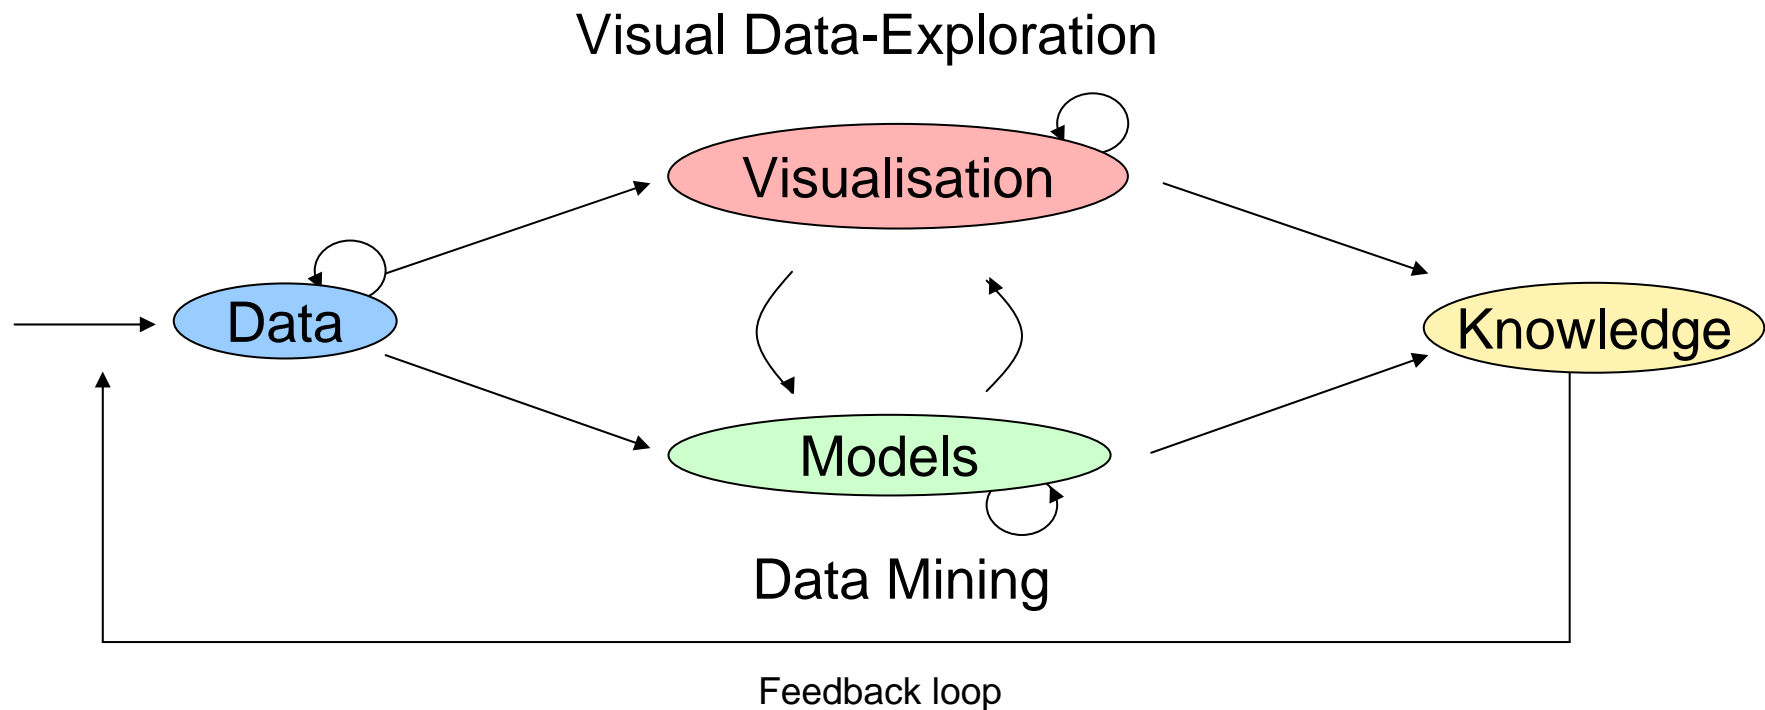 Visual Data-Exploration
Visualisation
Data
Knowledge
Models
Data Mining
Feedback loop